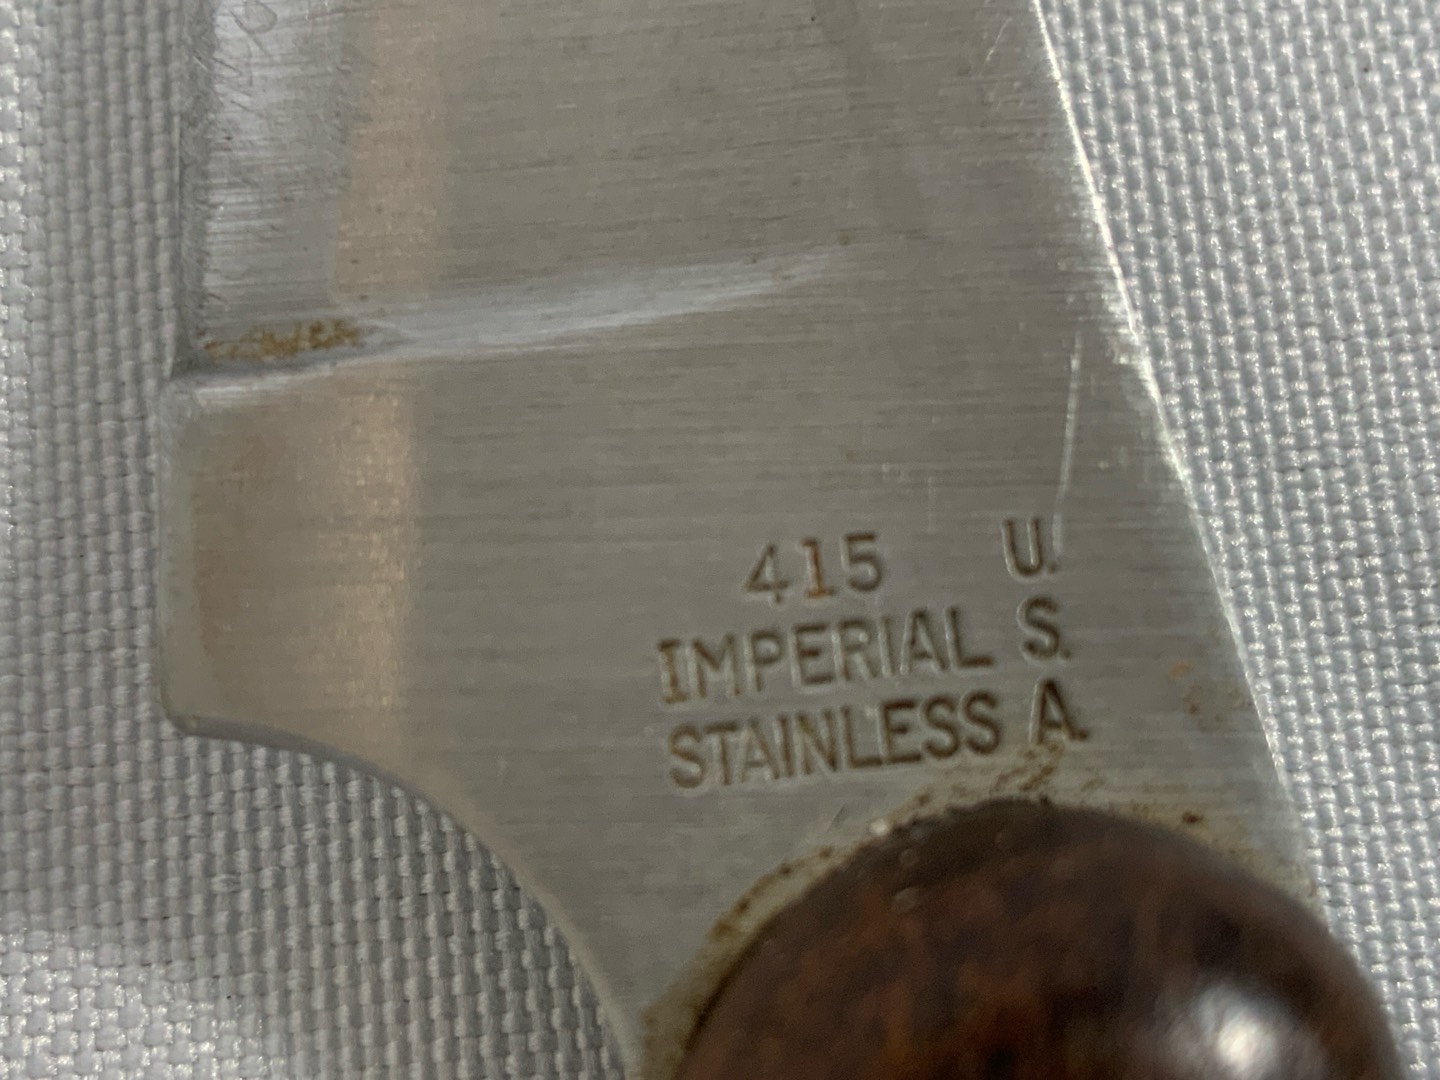 415 U.
IMPERIAL S.
STAINLESS A.